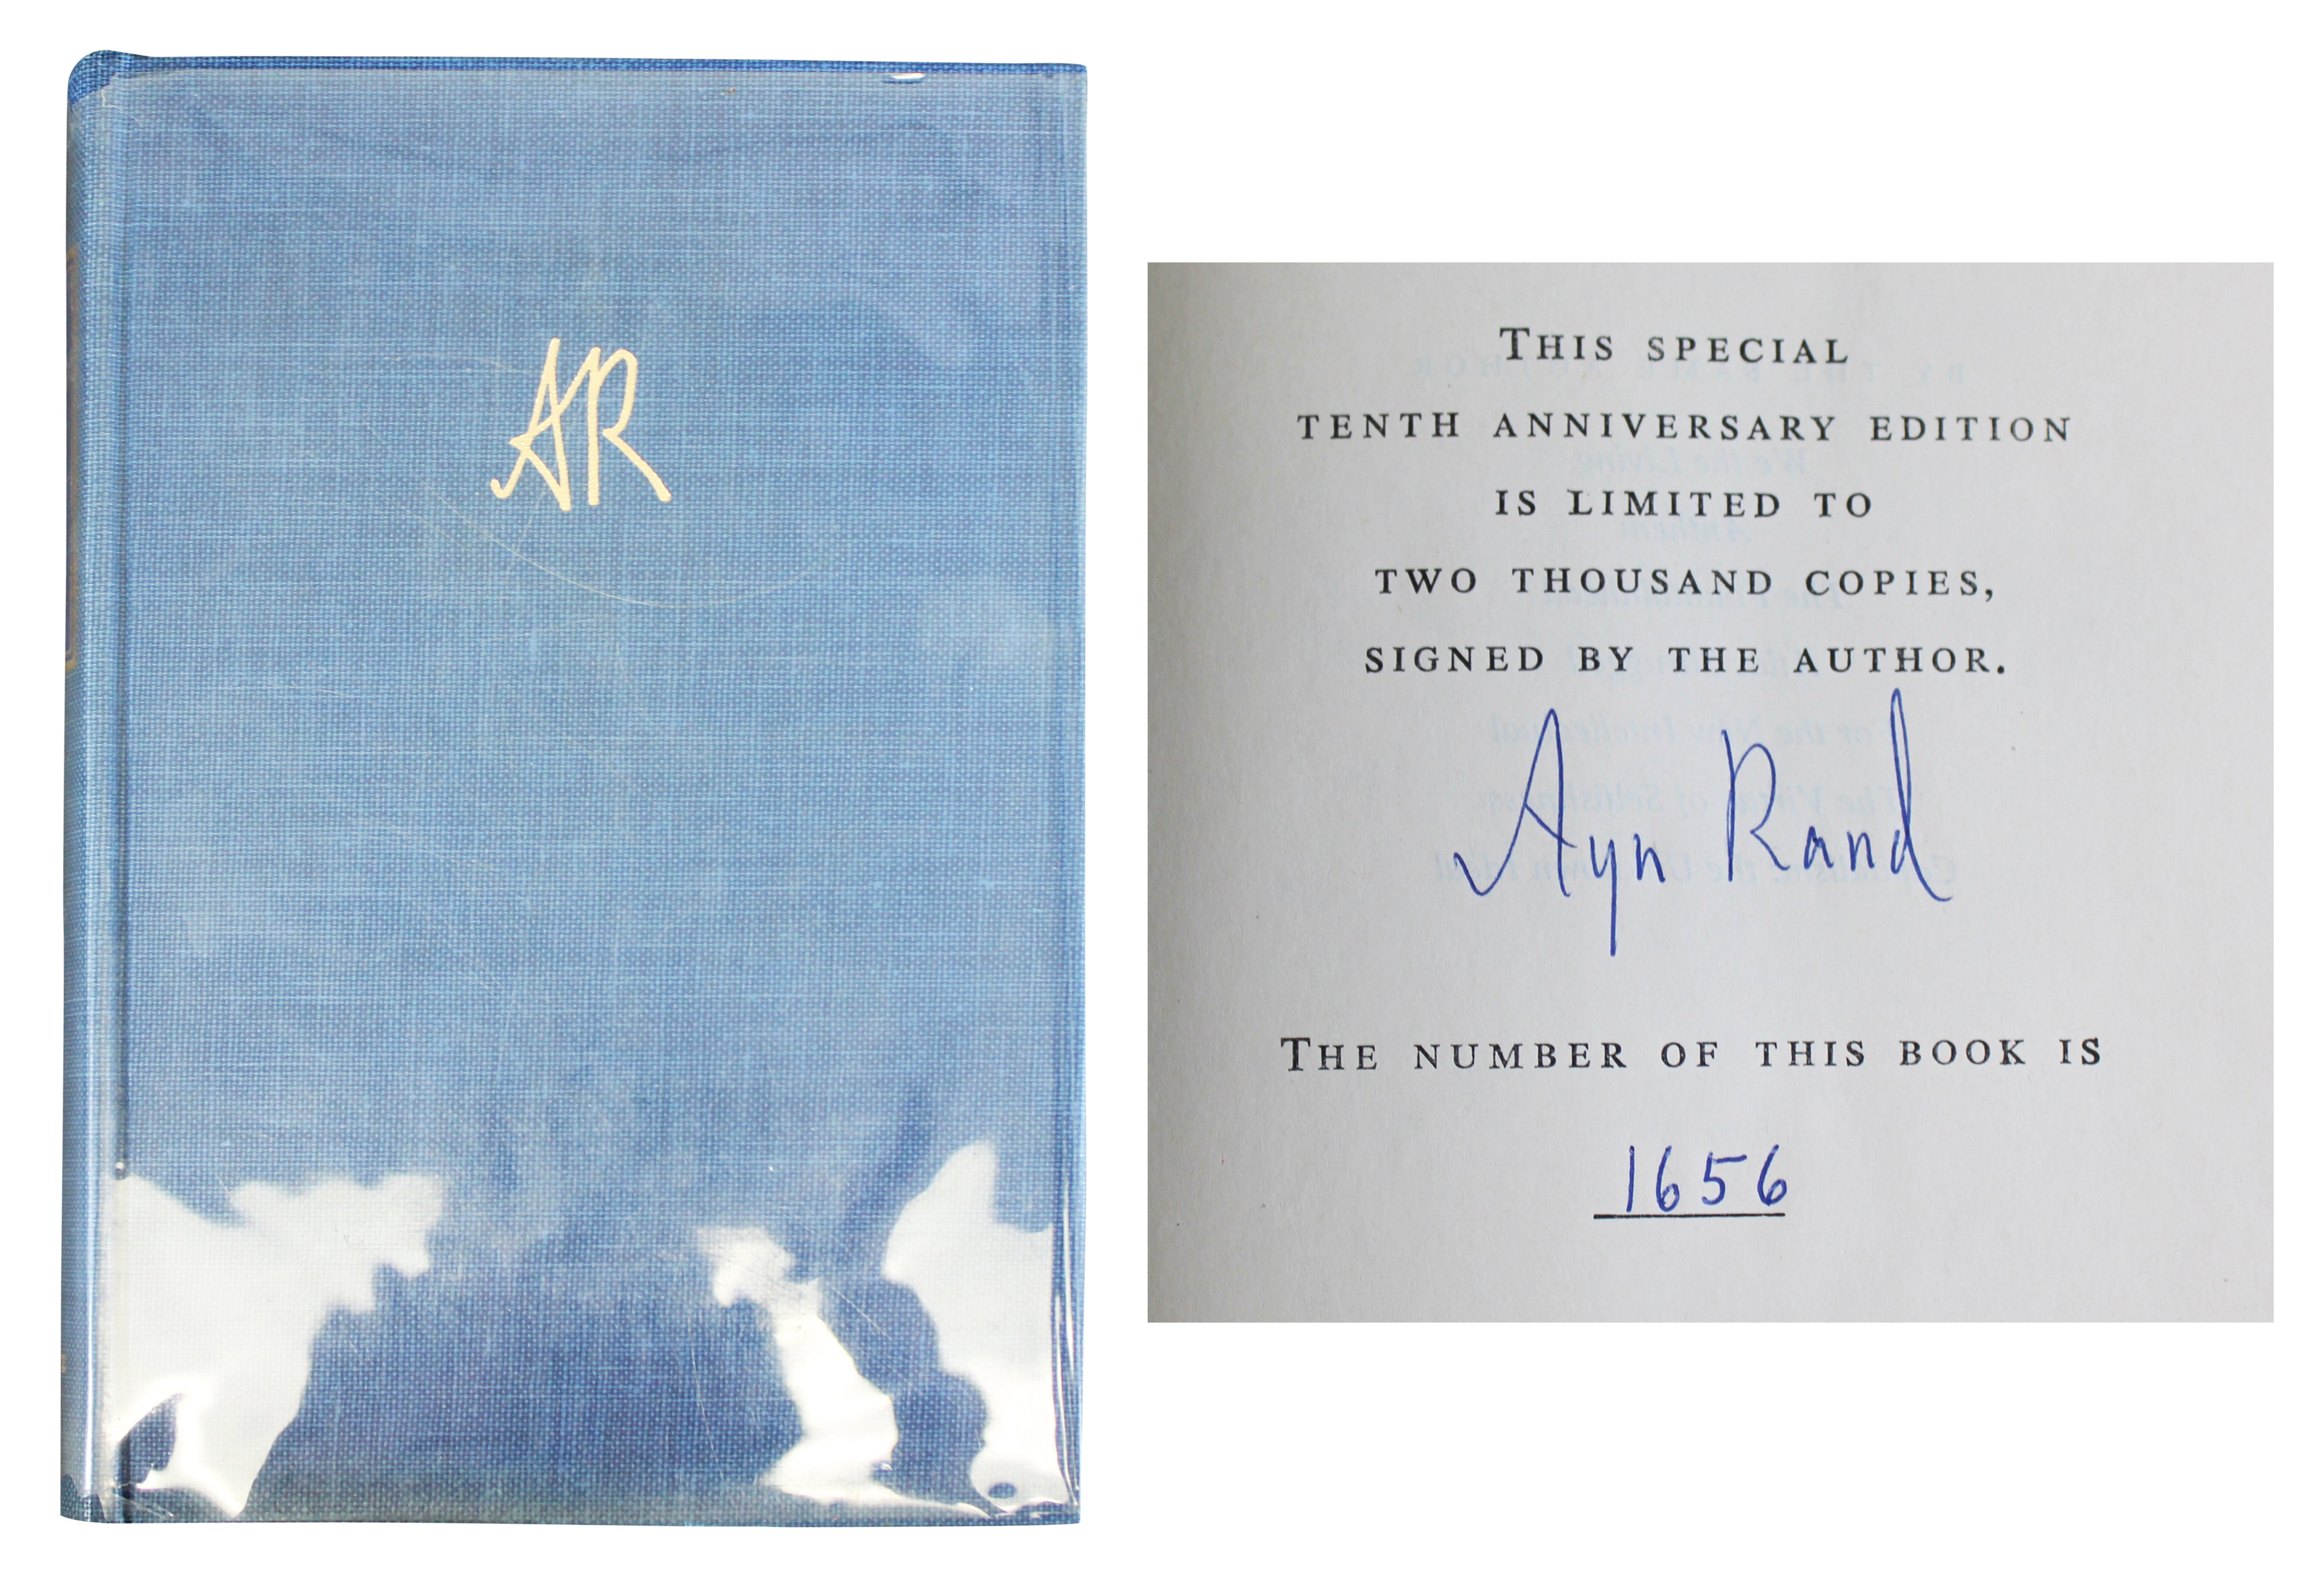 AR
THIS SPECIAL
TENTH ANNIVERSARY EDITION
IS LIMITED TO
TWO THOUSAND COPIES,
SIGNED BY THE AUTHOR.
Ayn Rand
THE NUMBER OF THIS BOOK IS
1656